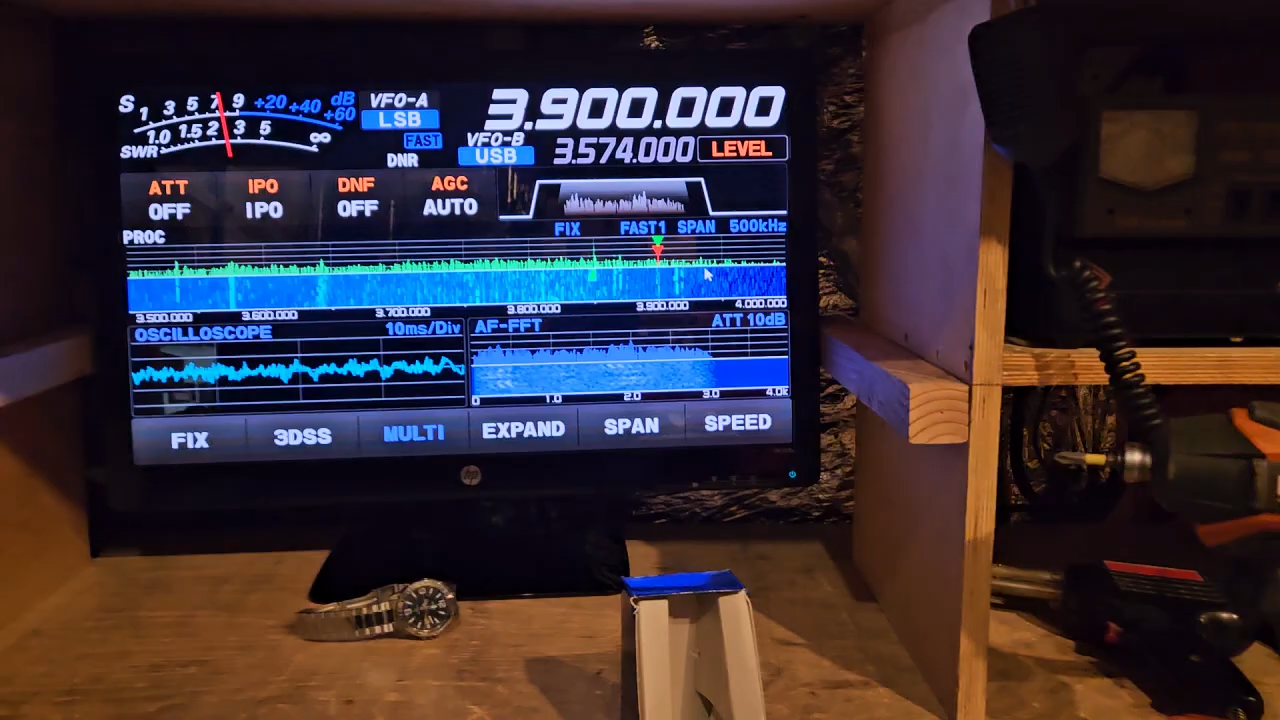 S 1 3 5 7 9 +20 +40 +60 dB
VFO-A
LSB
3.900.000
SWR 1.0 1.5 2 3 5 ∞
FAST
DNR
VFO-B
USB
3.574.000
LEVEL
ATT IPO DNF AGC
OFF IPO OFF AUTO
PROC
FIX FAST1 SPAN 500kHz
3.500.000 3.600.000 3.700.000 3.800.000 3.900.000 4.000.000
OSCILLOSCOPE 10ms/Div
AF-FFT ATT 10dB
0 1.0 2.0 3.0 4.0k
FIX 3DSS MULTI EXPAND SPAN SPEED
hp